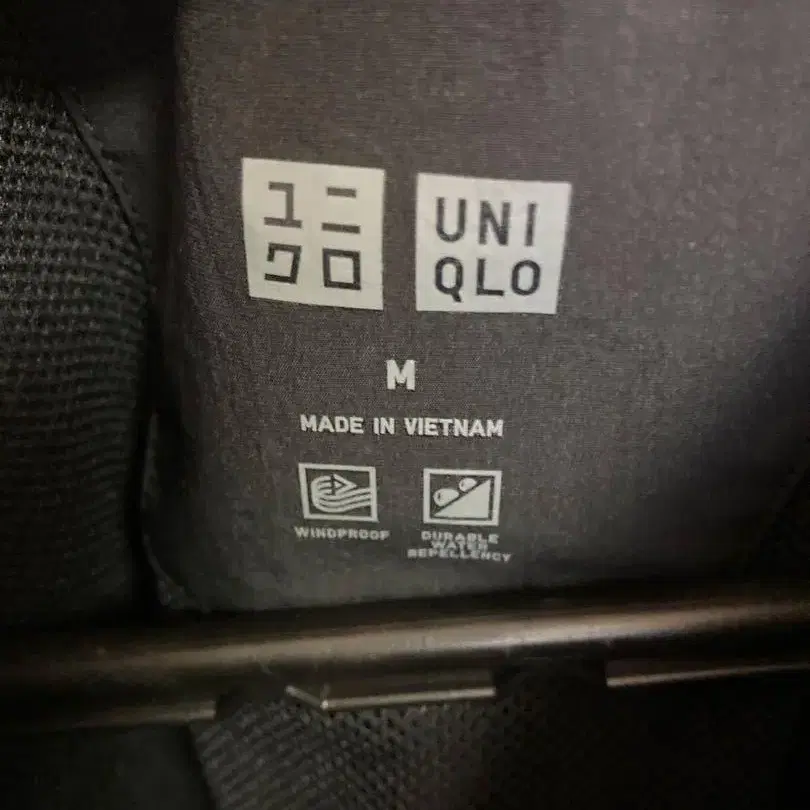 ユニ
クロ
UNI
QLO
M
MADE IN VIETNAM
WINDPROOF
DURABLE
WATER
REPELLENCY